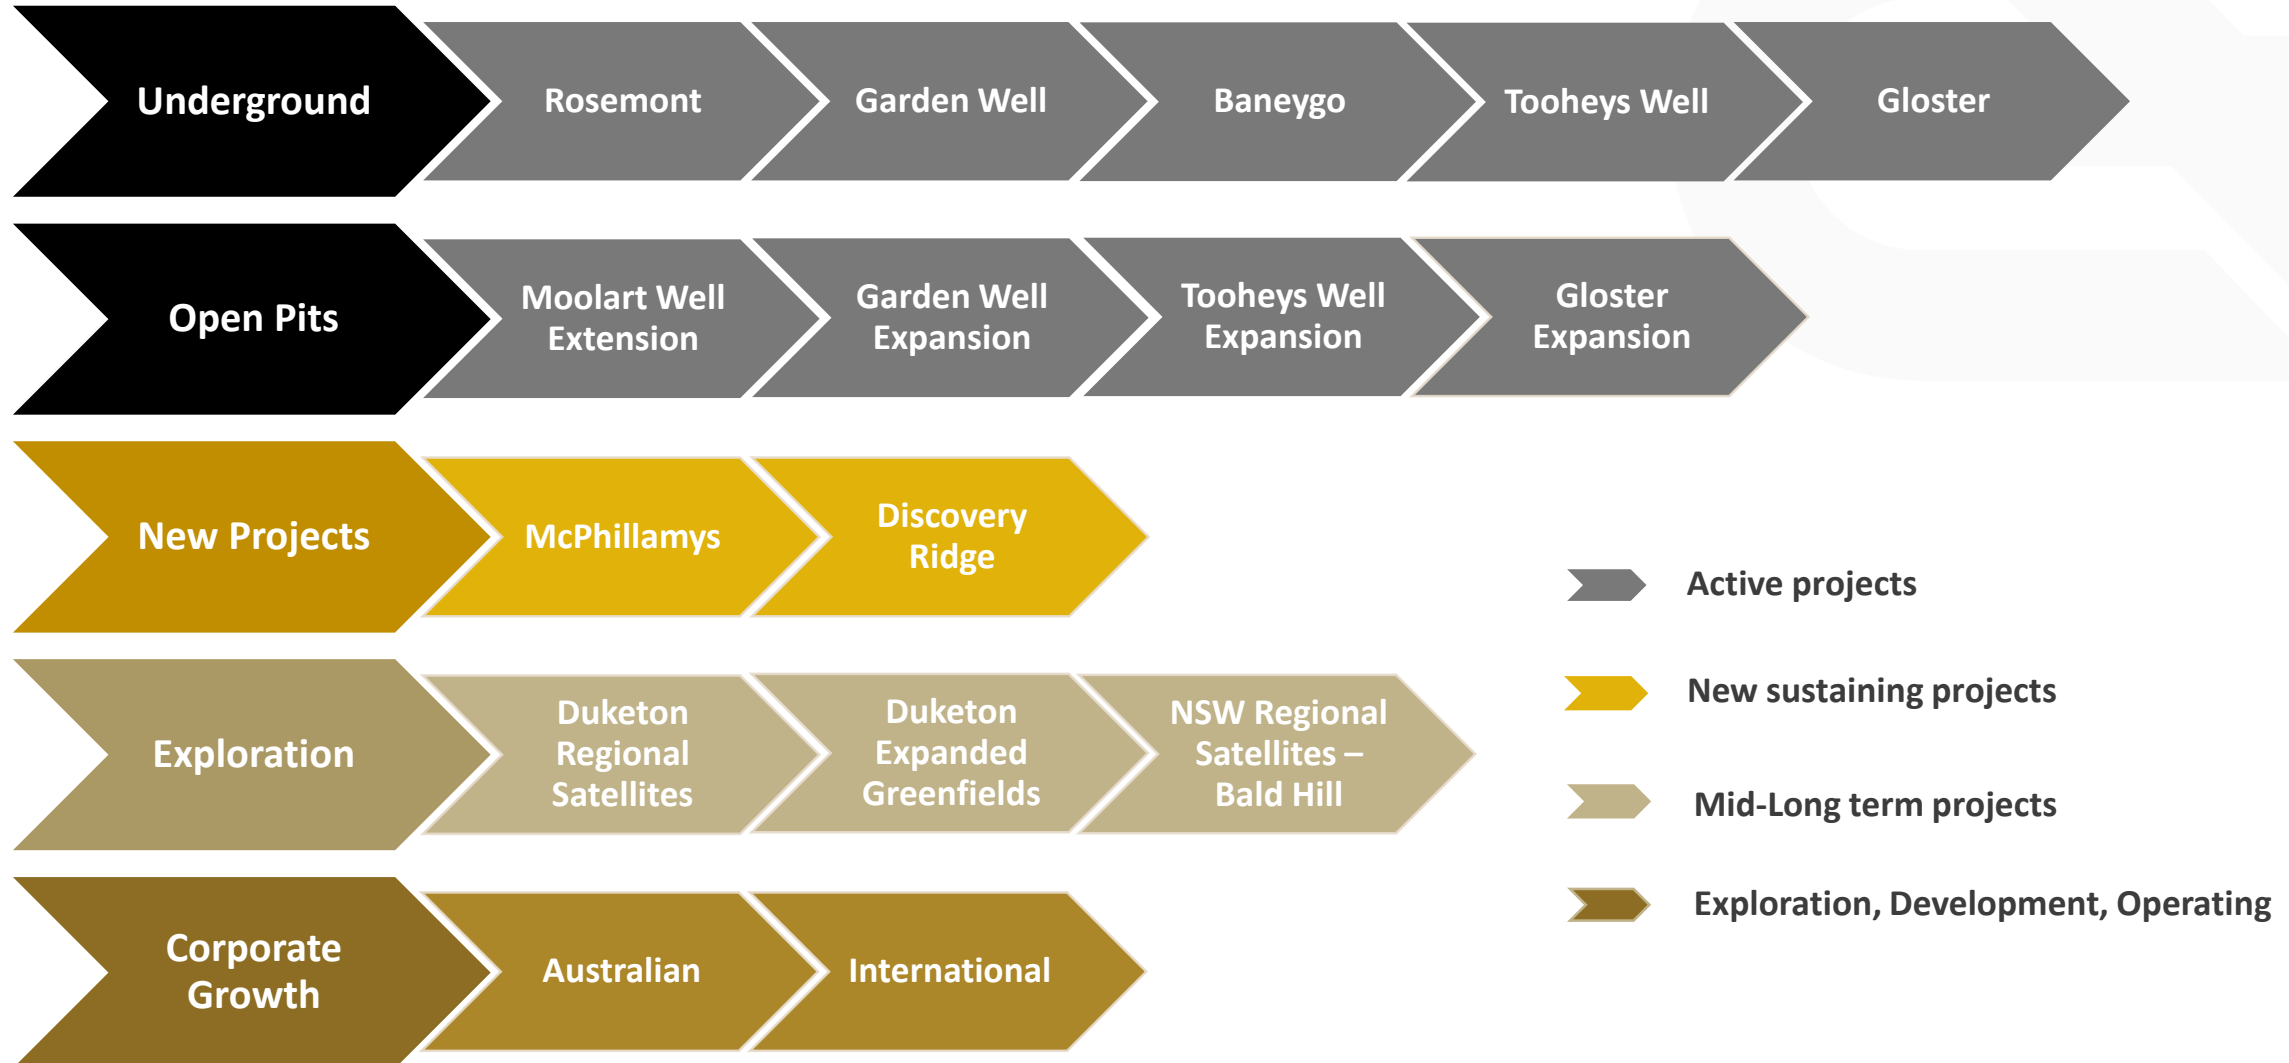 Underground
Rosemont
Garden Well
Baneygo
Tooheys Well
Gloster
Open Pits
Moolart Well
Extension
Garden Well
Expansion
Tooheys Well
Expansion
Gloster
Expansion
New Projects
McPhillamys
Discovery
Ridge
Exploration
Duketon
Regional
Satellites
Duketon
Expanded
Greenfields
NSW Regional
Satellites –
Bald Hill
Corporate
Growth
Australian
International
Active projects
New sustaining projects
Mid-Long term projects
Exploration, Development, Operating